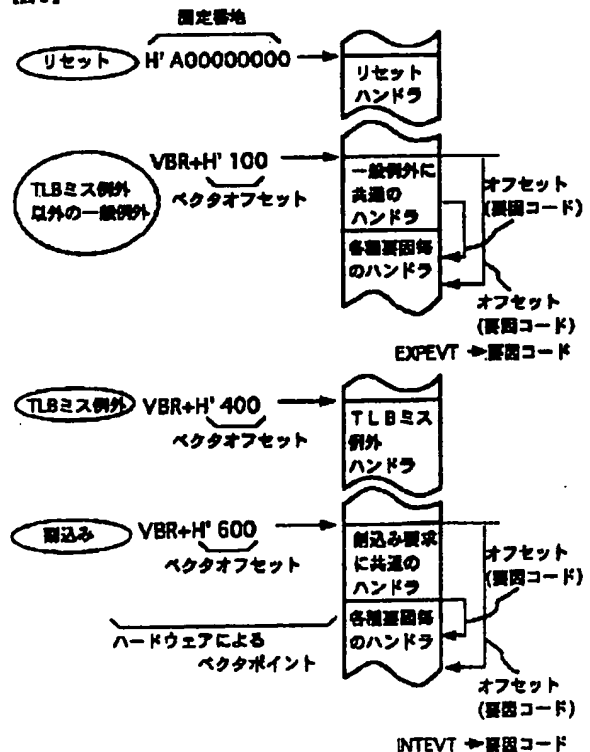 固定番地
リセット H' A00000000
リセット
ハンドラ
TLBミス例外
以外の一般例外
VBR+H' 100
ベクタオフセット
一般例外に
共通の
ハンドラ
各種要因毎
のハンドラ
オフセット
(要因コード)
オフセット
(要因コード)
EXPEVT → 要因コード
TLBミス例外 VBR+H' 400
ベクタオフセット
TLBミス
例外
ハンドラ
割込み VBR+H' 600
ベクタオフセット
割込み要求
に共通の
ハンドラ
各種要因毎
のハンドラ
オフセット
(要因コード)
ハードウェアによる
ベクタポイント
オフセット
(要因コード)
INTEVT → 要因コード